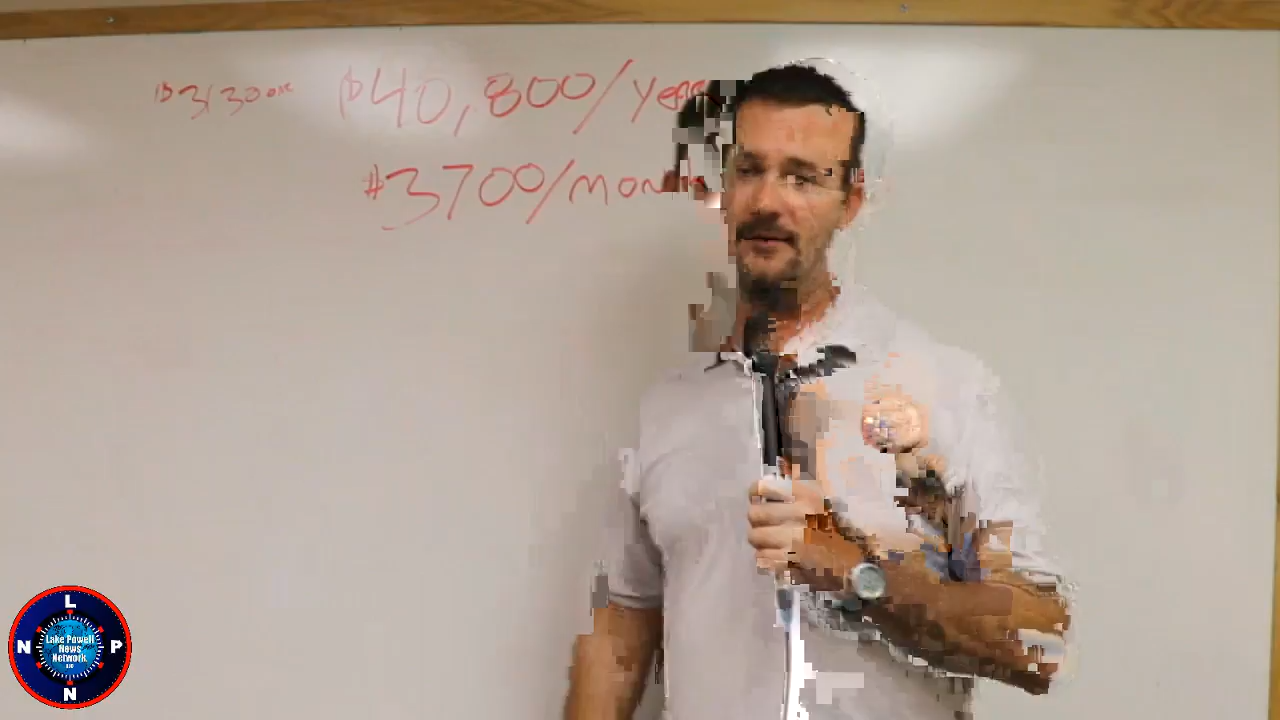 $40,800/year
$3700/month
L
N P
Lake Powell
News
Network
N